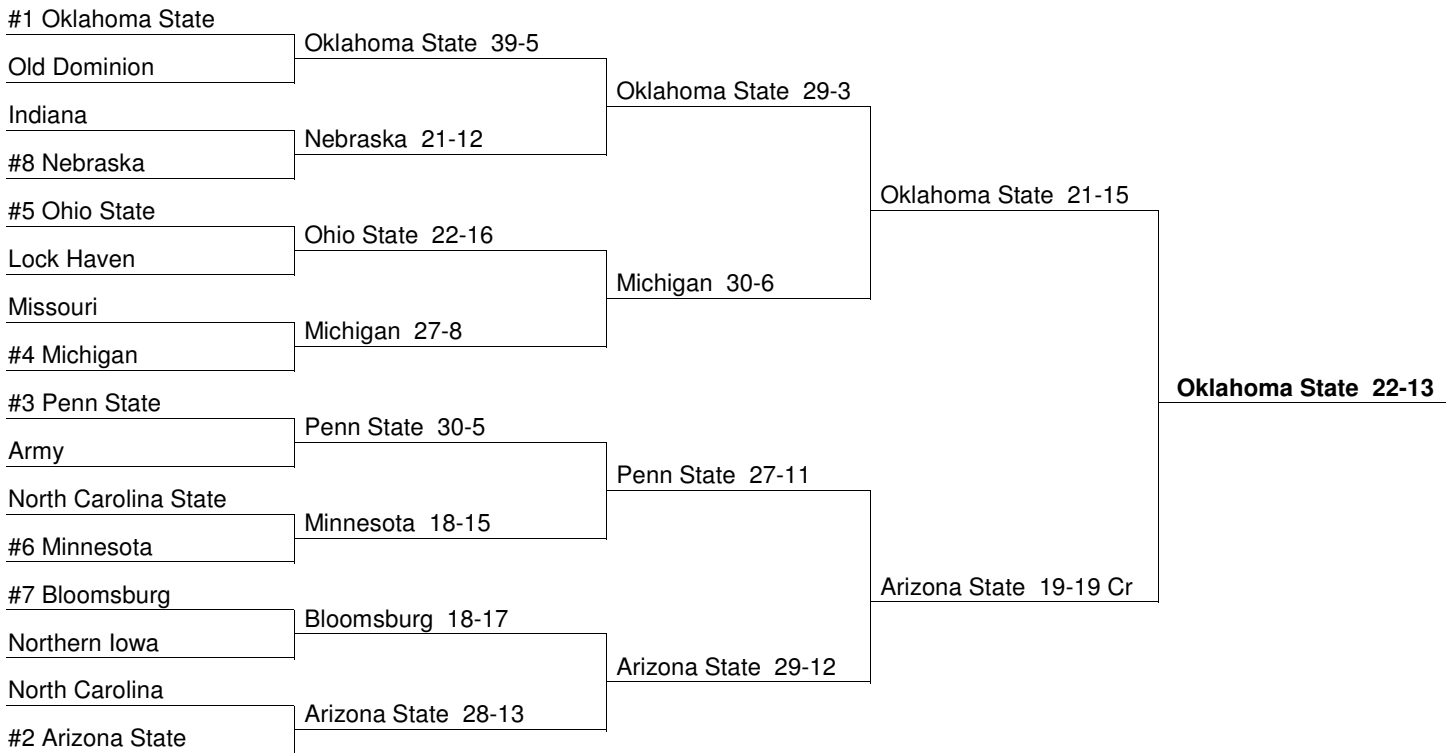 #1 Oklahoma State
Oklahoma State 39-5
Old Dominion
Oklahoma State 29-3
Indiana
Nebraska 21-12
#8 Nebraska
Oklahoma State 21-15
#5 Ohio State
Ohio State 22-16
Lock Haven
Michigan 30-6
Missouri
Michigan 27-8
#4 Michigan
Oklahoma State 22-13
#3 Penn State
Penn State 30-5
Army
Penn State 27-11
North Carolina State
Minnesota 18-15
#6 Minnesota
Arizona State 19-19 Cr
#7 Bloomsburg
Bloomsburg 18-17
Northern Iowa
Arizona State 29-12
North Carolina
Arizona State 28-13
#2 Arizona State